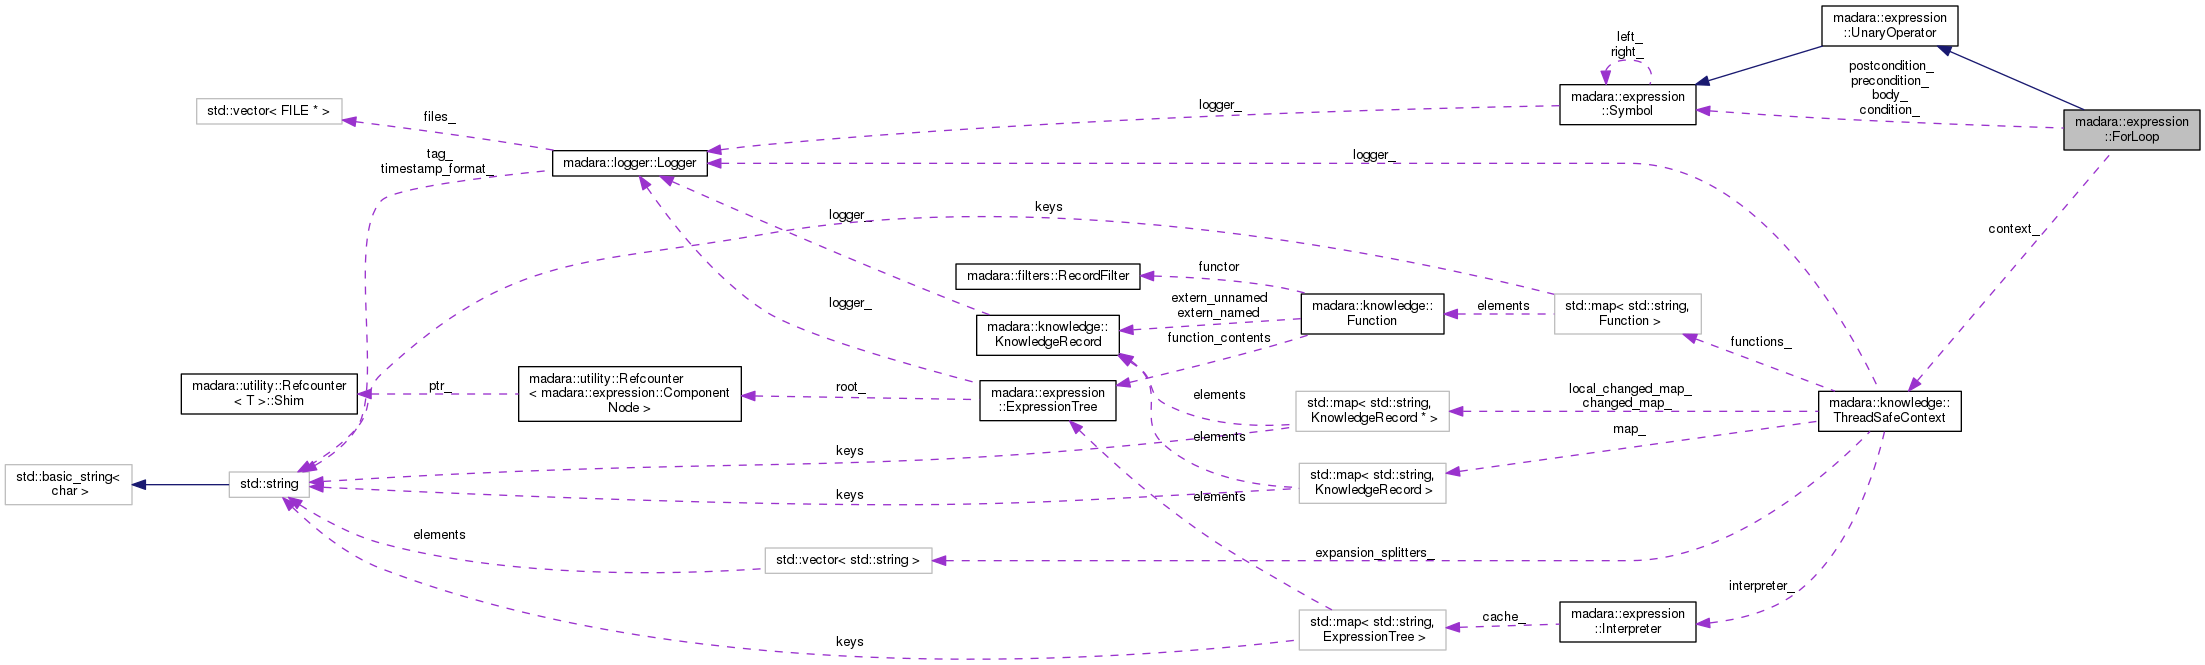 madara::expression
::UnaryOperator
left_
right_
postcondition_
precondition_
body_
condition_
madara::expression
::Symbol
madara::expression
::ForLoop
std::vector< FILE * >
files_
logger_
madara::logger::Logger
tag_
timestamp_format_
logger_
logger_
keys
context_
madara::filters::RecordFilter
functor
extern_unnamed
extern_named
madara::knowledge::
Function
elements
std::map< std::string,
Function >
logger_
madara::knowledge::
KnowledgeRecord
function_contents
functions_
madara::utility::Refcounter
< T >::Shim
ptr_
madara::utility::Refcounter
< madara::expression::Component
Node >
root_
madara::expression
::ExpressionTree
elements
std::map< std::string,
KnowledgeRecord * >
local_changed_map_
changed_map_
madara::knowledge::
ThreadSafeContext
map_
elements
keys
std::basic_string<
char >
std::string
keys
elements
std::map< std::string,
KnowledgeRecord >
elements
std::vector< std::string >
expansion_splitters_
interpreter_
keys
std::map< std::string,
ExpressionTree >
cache_
madara::expression
::Interpreter